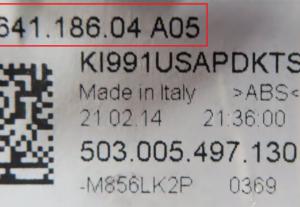 641.186.04 A05
KI991USAPDKTS
Made in Italy >ABS<
21.02.14 21:36:00
503.005.497.130
-M856LK2P 0369